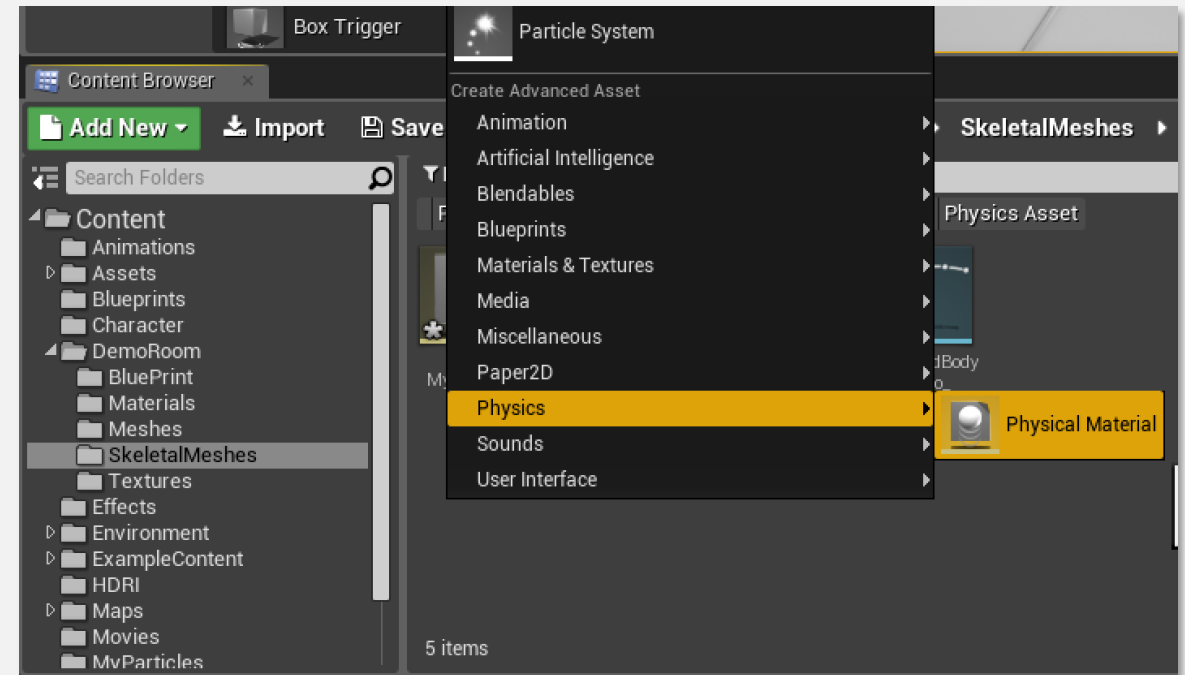 Box Trigger
Particle System
Content Browser
Create Advanced Asset
Add New
Import
Save
Animation
Artificial Intelligence
Blendables
Blueprints
Materials & Textures
Media
Miscellaneous
Paper2D
Physics
Sounds
User Interface
SkeletalMeshes
Search Folders
Physics Asset
Physical Material
Content
Animations
Assets
Blueprints
Character
DemoRoom
BluePrint
Materials
Meshes
SkeletalMeshes
Textures
Effects
Environment
ExampleContent
HDRI
Maps
Movies
MyParticles
5 items